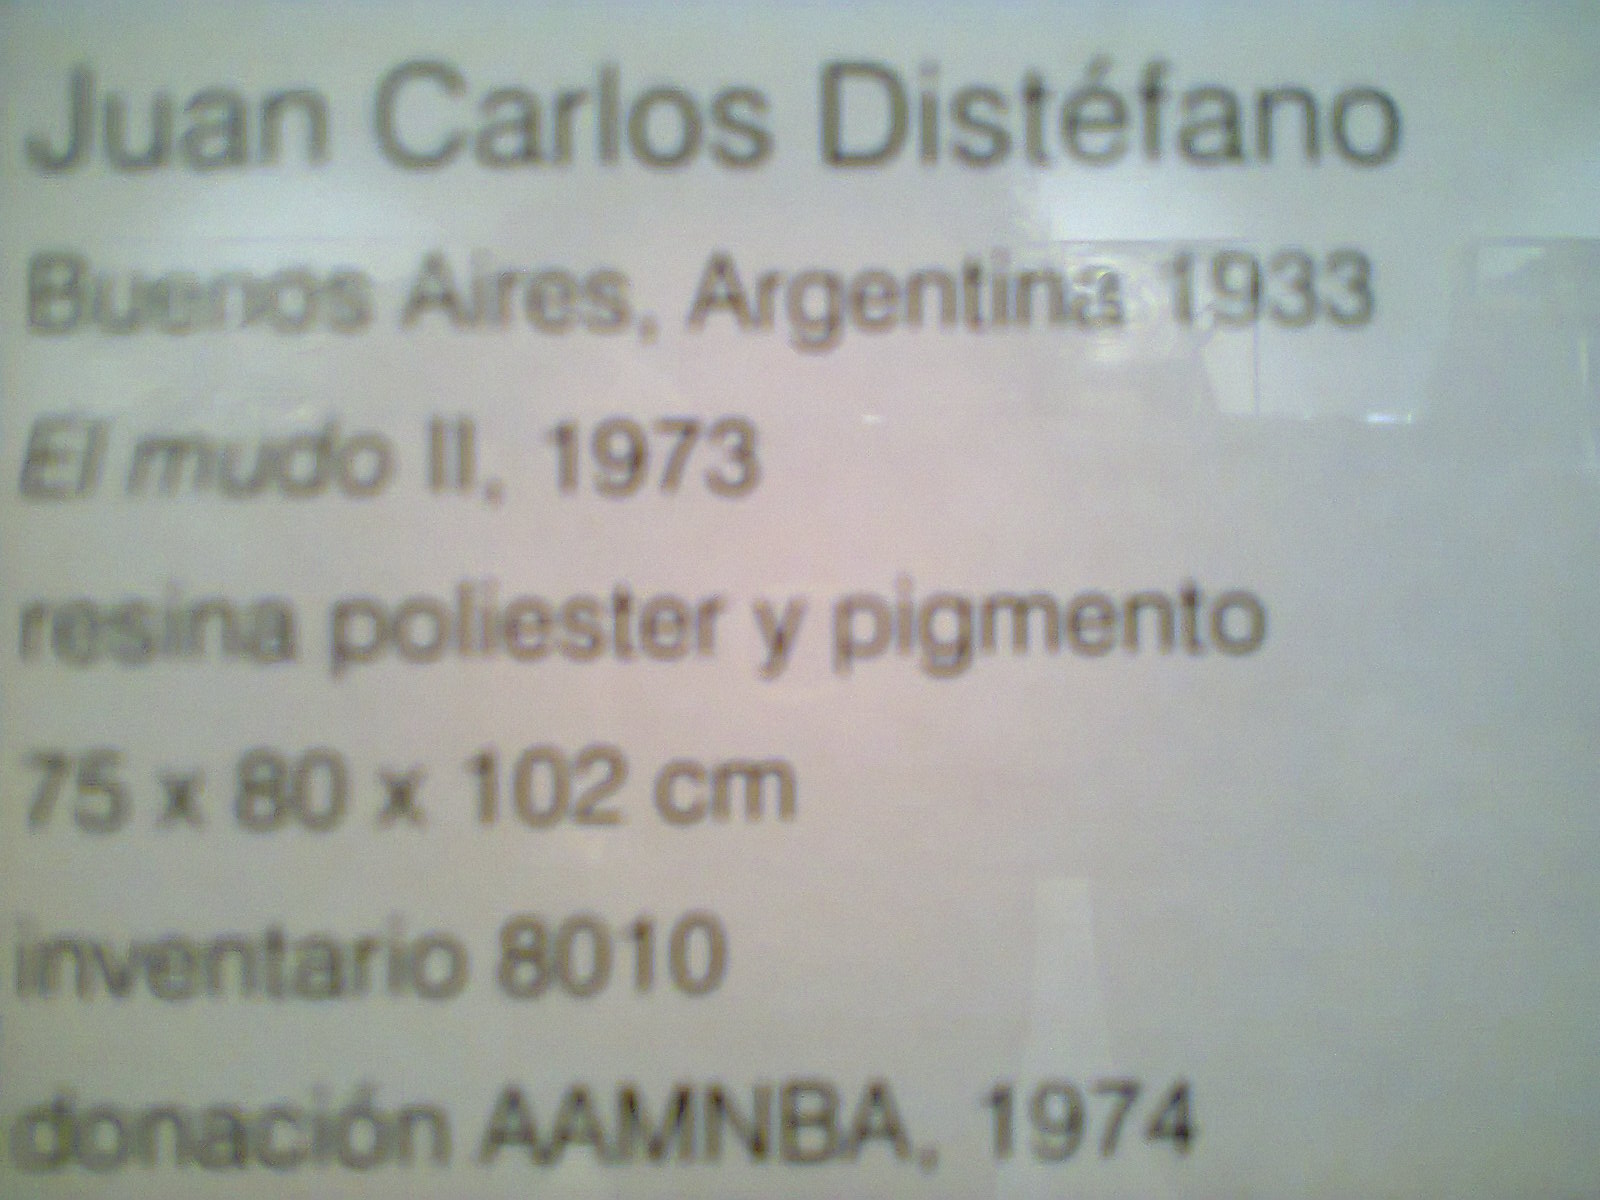 Juan Carlos Distéfano
Buenos Aires, Argentina 1933
El mudo II, 1973
resina poliester y pigmento
75 x 80 x 102 cm
inventario 8010
donación AAMNBA, 1974